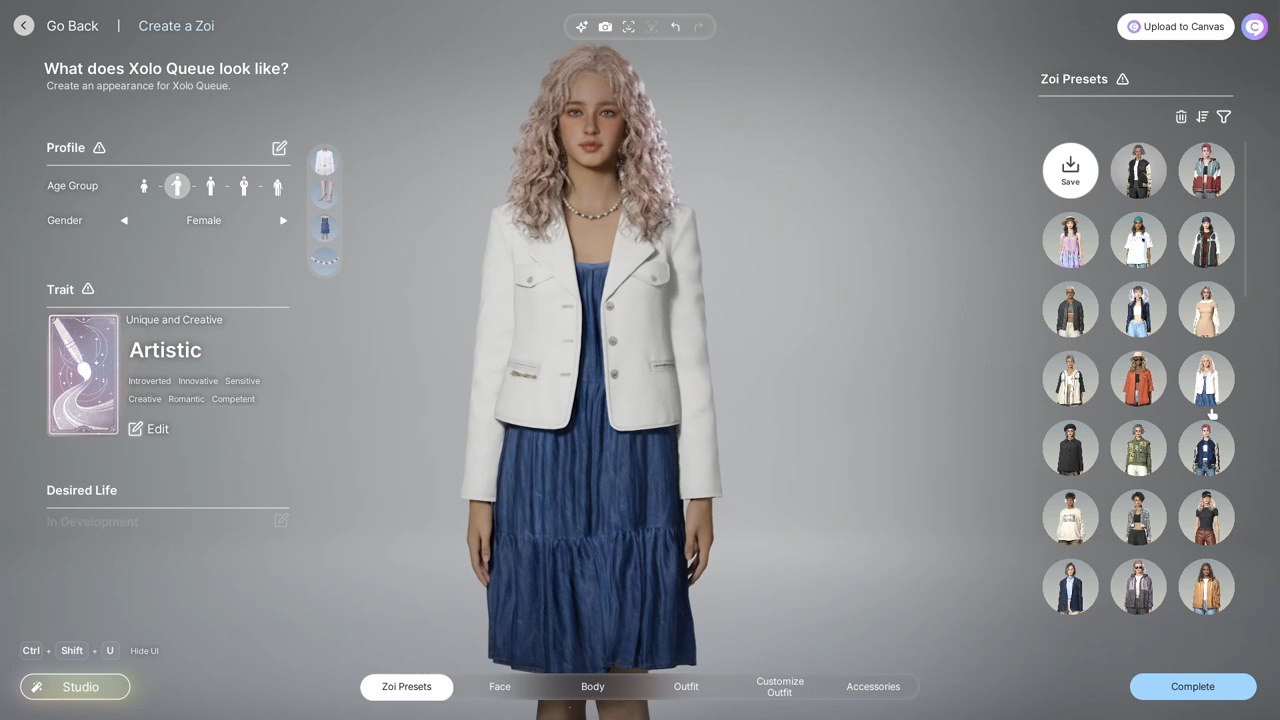 Go Back | Create a Zoi
Upload to Canvas
What does Xolo Queue look like?
Create an appearance for Xolo Queue.
Zoi Presets
Profile
Age Group
Gender Female
Save
Trait
Unique and Creative
Artistic
Introverted Innovative Sensitive
Creative Romantic Competent
Edit
Desired Life
In Development
Ctrl + Shift + U Hide UI
Studio
Zoi Presets
Face
Body
Outfit
Customize
Outfit
Accessories
Complete